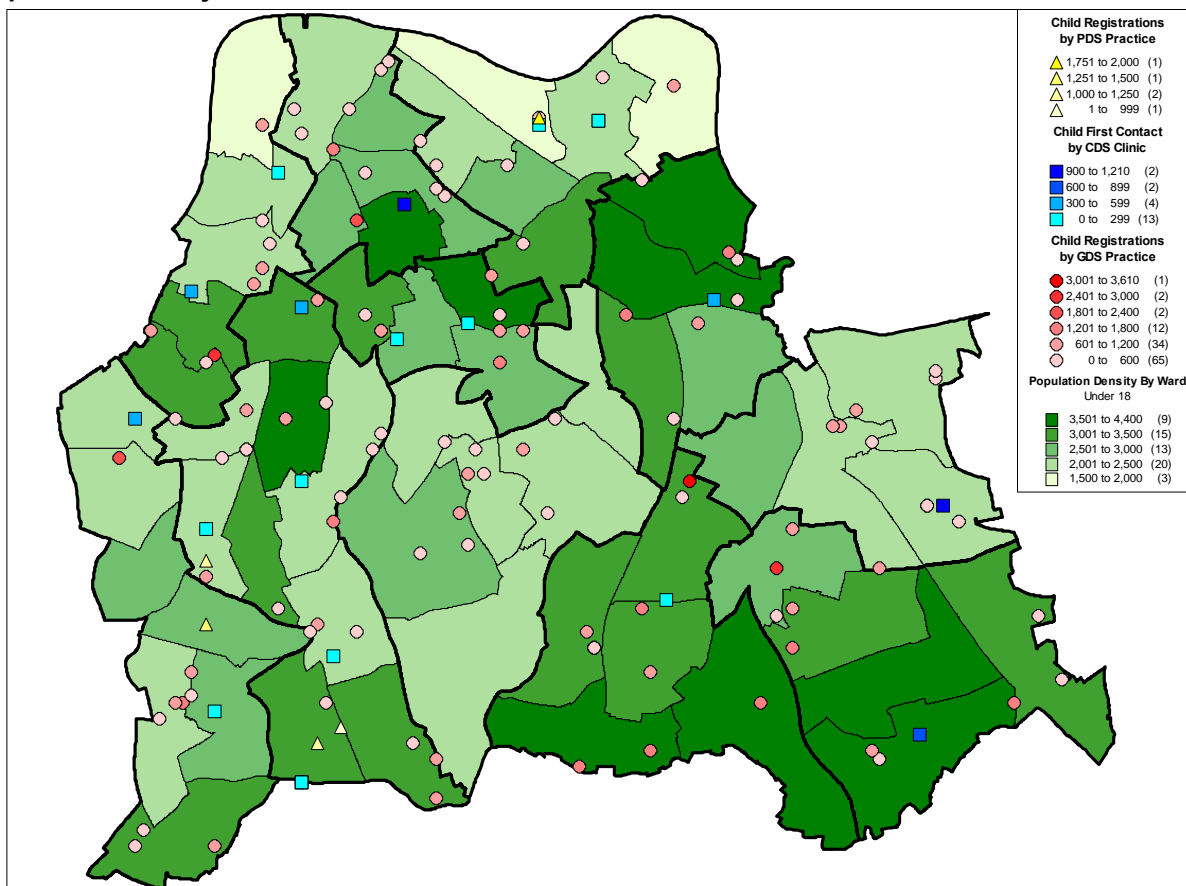 Child Registrations
by PDS Practice
1,751 to 2,000 (1)
1,251 to 1,500 (1)
1,000 to 1,250 (2)
1 to 999 (1)
Child First Contact
by CDS Clinic
900 to 1,210 (2)
600 to 899 (2)
300 to 599 (4)
0 to 299 (13)
Child Registrations
by GDS Practice
3,001 to 3,610 (1)
2,401 to 3,000 (2)
1,801 to 2,400 (2)
1,201 to 1,800 (12)
601 to 1,200 (34)
0 to 600 (65)
Population Density By Ward
Under 18
3,501 to 4,400 (9)
3,001 to 3,500 (15)
2,501 to 3,000 (13)
2,001 to 2,500 (20)
1,500 to 2,000 (3)